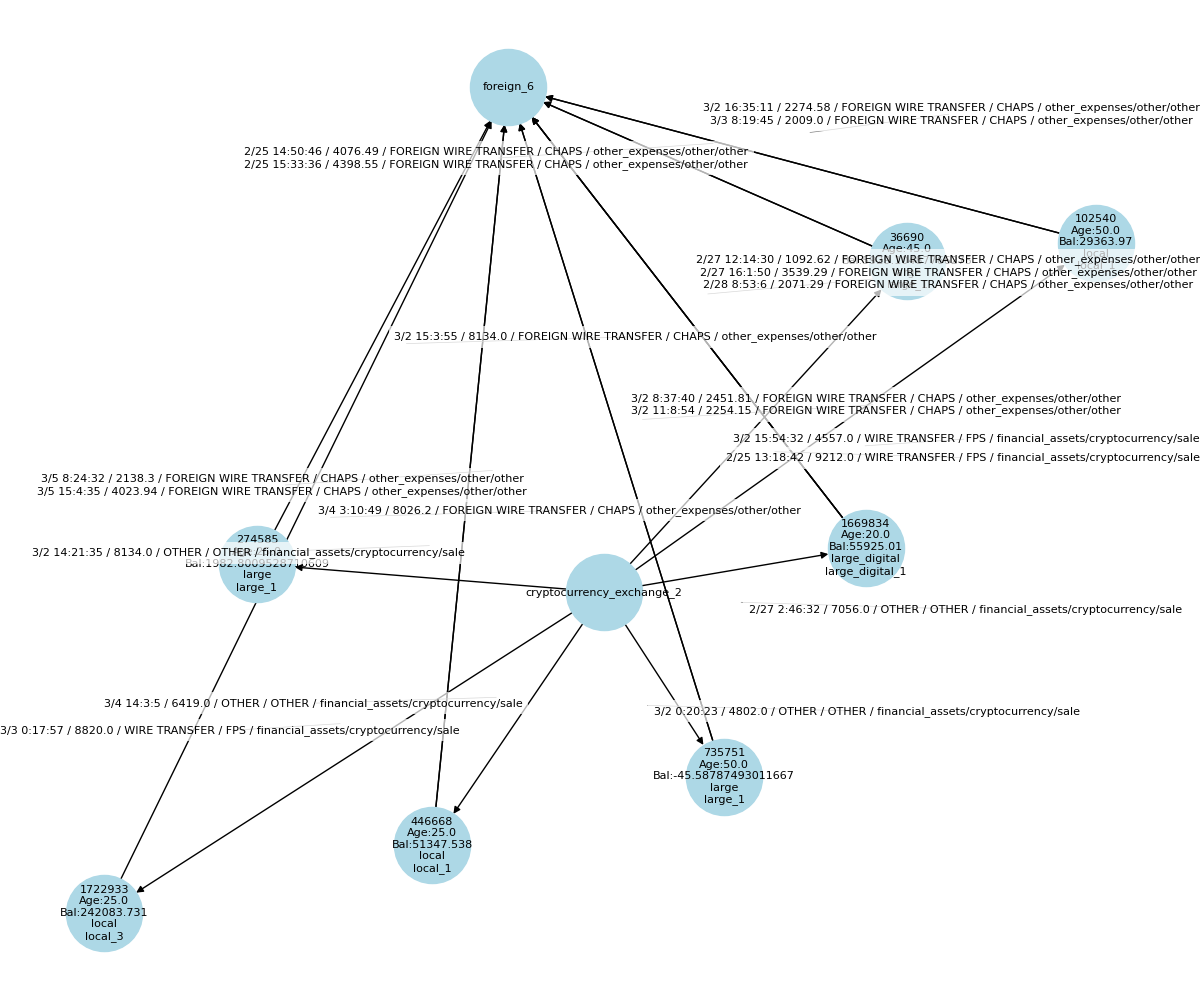 foreign_6
3/2 16:35:11 / 2274.58 / FOREIGN WIRE TRANSFER / CHAPS / other_expenses/other/other
3/3 8:19:45 / 2009.0 / FOREIGN WIRE TRANSFER / CHAPS / other_expenses/other/other
2/25 14:50:46 / 4076.49 / FOREIGN WIRE TRANSFER / CHAPS / other_expenses/other/other
2/25 15:33:36 / 4398.55 / FOREIGN WIRE TRANSFER / CHAPS / other_expenses/other/other
102540
Age:50.0
Bal:29363.97
local
36690
Age:45.0
2/27 12:14:30 / 1092.62 / FOREIGN WIRE TRANSFER / CHAPS / other_expenses/other/other
2/27 16:1:50 / 3539.29 / FOREIGN WIRE TRANSFER / CHAPS / other_expenses/other/other
2/28 8:53:6 / 2071.29 / FOREIGN WIRE TRANSFER / CHAPS / other_expenses/other/other
3/2 15:3:55 / 8134.0 / FOREIGN WIRE TRANSFER / CHAPS / other_expenses/other/other
3/2 8:37:40 / 2451.81 / FOREIGN WIRE TRANSFER / CHAPS / other_expenses/other/other
3/2 11:8:54 / 2254.15 / FOREIGN WIRE TRANSFER / CHAPS / other_expenses/other/other
3/2 15:54:32 / 4557.0 / WIRE TRANSFER / FPS / financial_assets/cryptocurrency/sale
2/25 13:18:42 / 9212.0 / WIRE TRANSFER / FPS / financial_assets/cryptocurrency/sale
3/5 8:24:32 / 2138.3 / FOREIGN WIRE TRANSFER / CHAPS / other_expenses/other/other
3/5 15:4:35 / 4023.94 / FOREIGN WIRE TRANSFER / CHAPS / other_expenses/other/other
3/4 3:10:49 / 8026.2 / FOREIGN WIRE TRANSFER / CHAPS / other_expenses/other/other
1669834
Age:20.0
Bal:55925.01
large_digital
large_digital_1
274585
3/2 14:21:35 / 8134.0 / OTHER / OTHER / financial_assets/cryptocurrency/sale
Bal:1982.8009528710609
large
large_1
cryptocurrency_exchange_2
2/27 2:46:32 / 7056.0 / OTHER / OTHER / financial_assets/cryptocurrency/sale
3/4 14:3:5 / 6419.0 / OTHER / OTHER / financial_assets/cryptocurrency/sale
3/2 0:20:23 / 4802.0 / OTHER / OTHER / financial_assets/cryptocurrency/sale
3/3 0:17:57 / 8820.0 / WIRE TRANSFER / FPS / financial_assets/cryptocurrency/sale
735751
Age:50.0
Bal:-45.58787493011667
large
large_1
446668
Age:25.0
Bal:51347.538
local
local_1
1722933
Age:25.0
Bal:242083.731
local
local_3